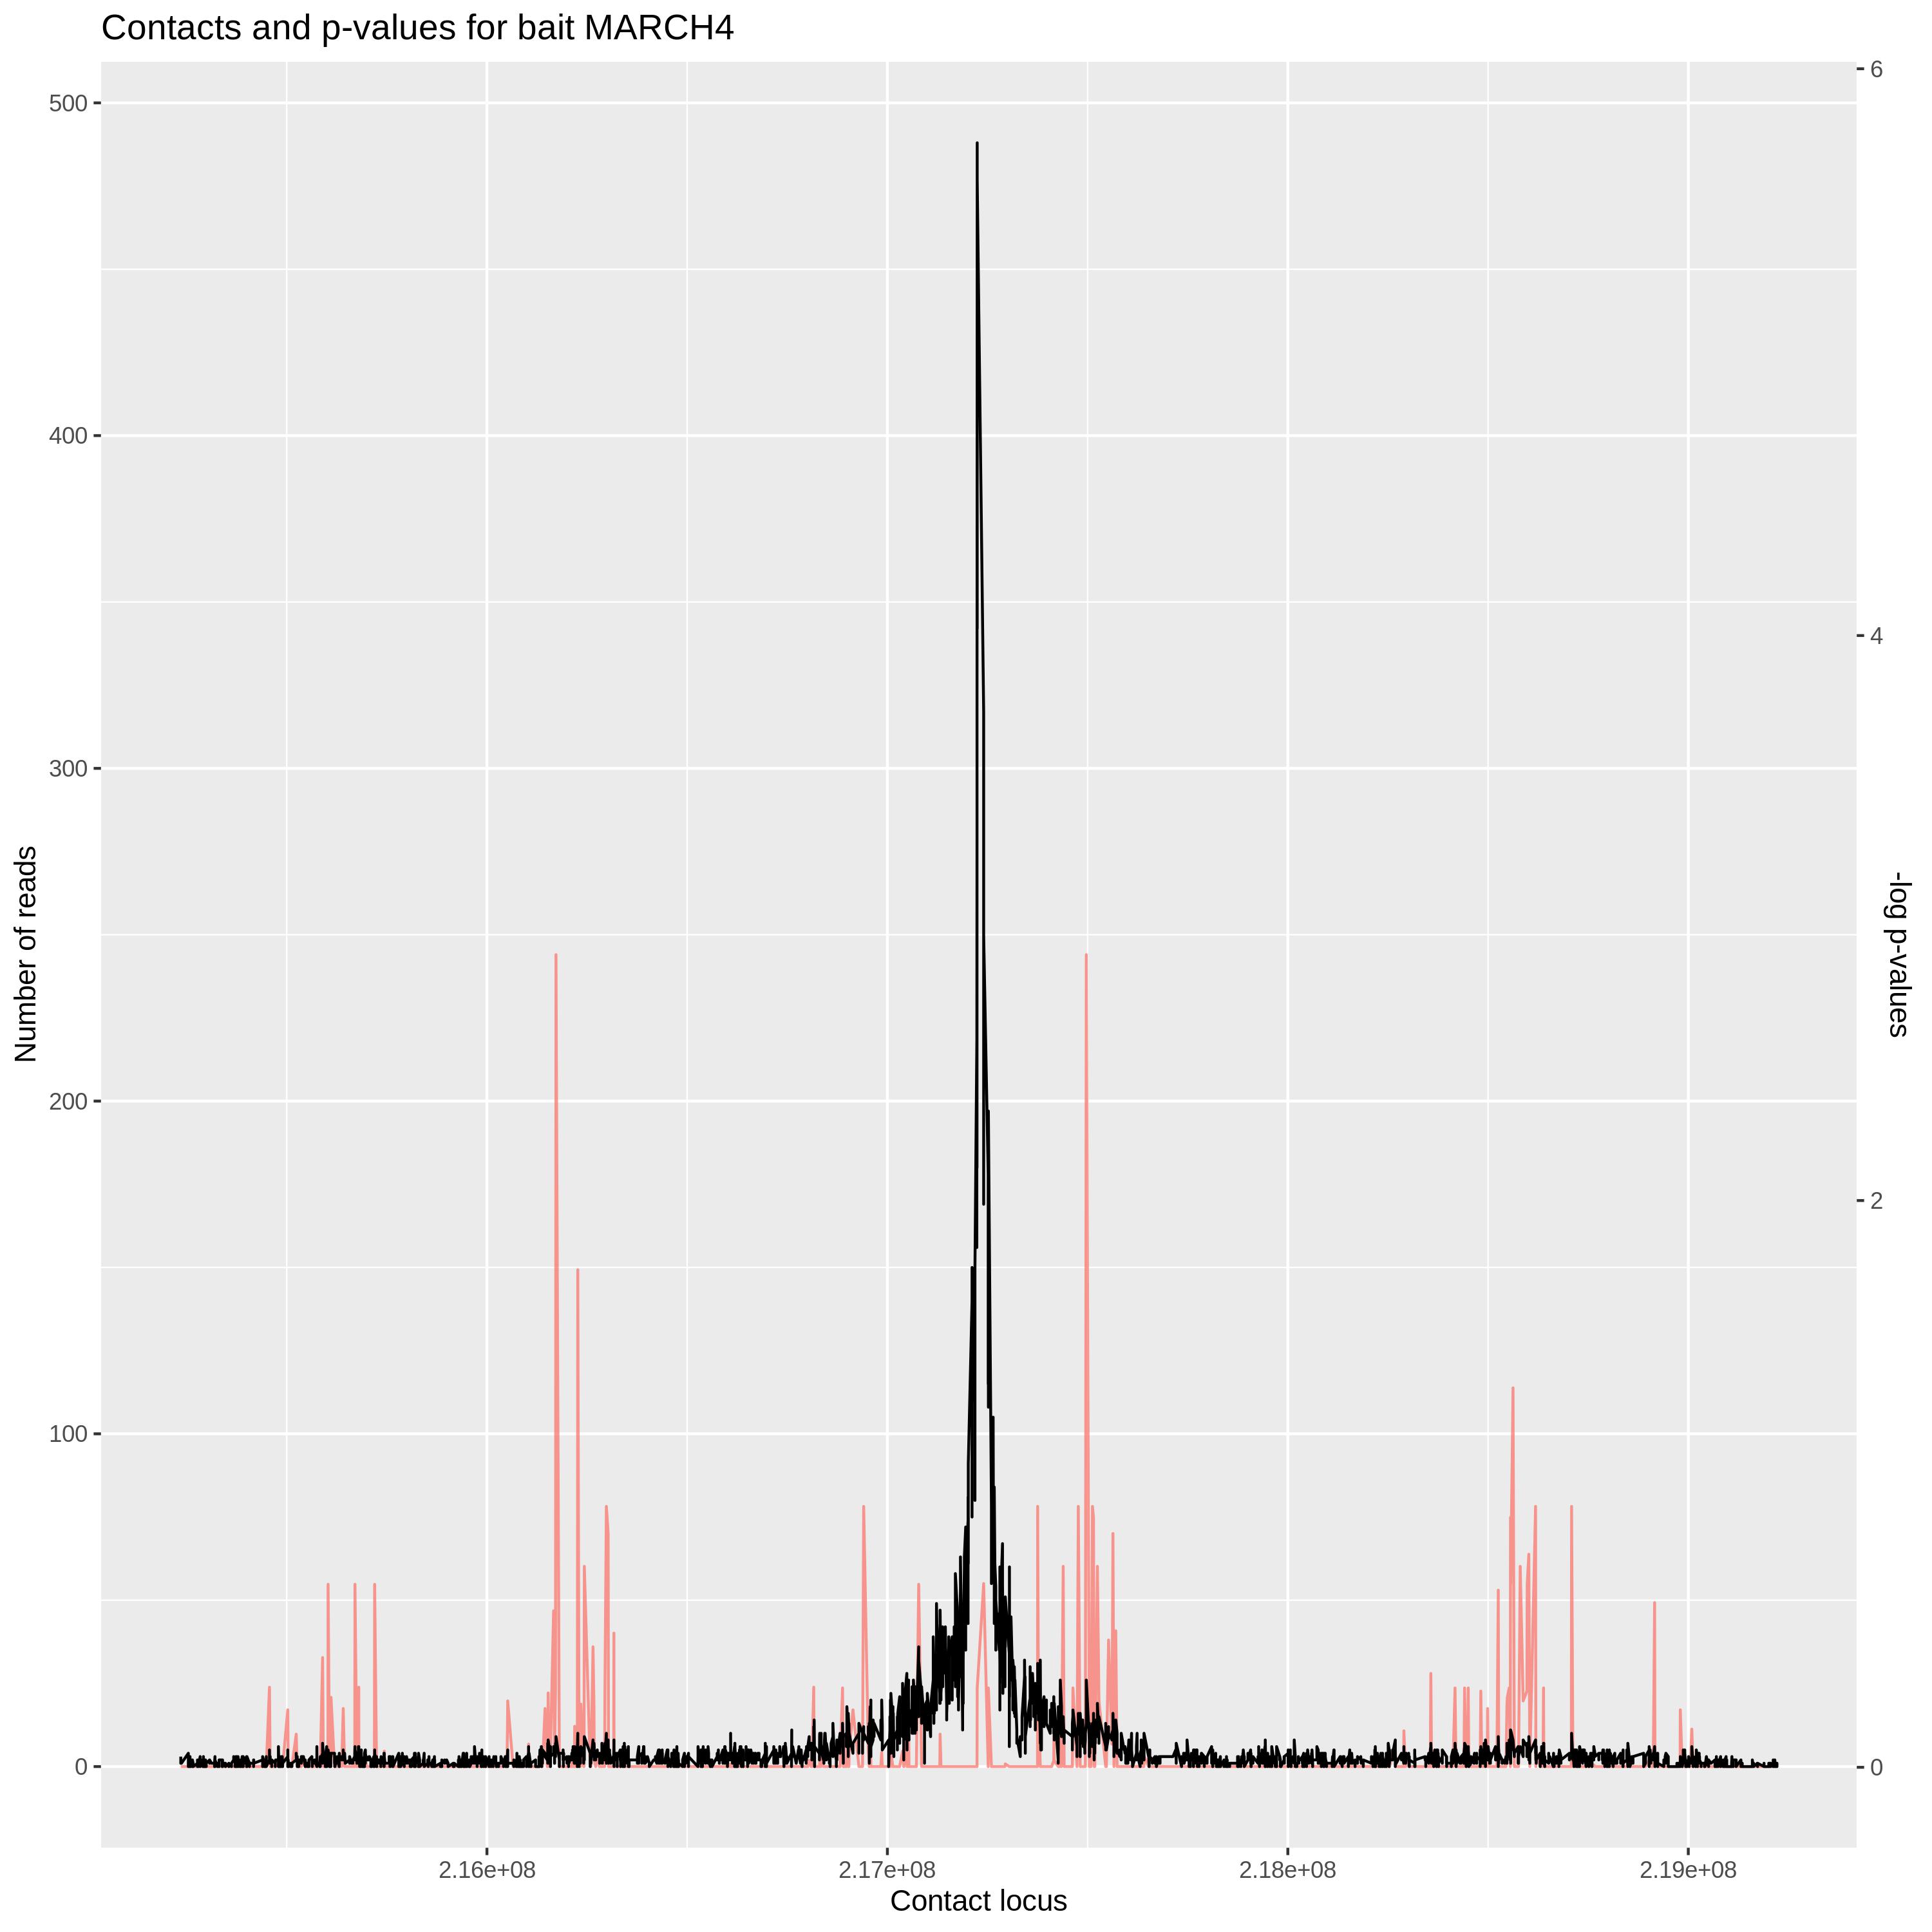 Contacts and p-values for bait MARCH4
500
400
300
200
100
0
Number of reads
6
4
2
0
-log p-values
2.16e+08
2.17e+08
2.18e+08
2.19e+08
Contact locus